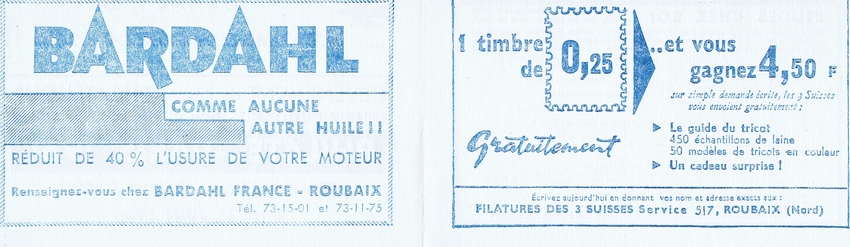 BARDAHL
COMME AUCUNE
AUTRE HUILE!!
RÉDUIT DE 40 % L'USURE DE VOTRE MOTEUR
Renseignez-vous chez BARDAHL FRANCE - ROUBAIX
Tél. 73-15-01 et 73-11-75
1 timbre
de
0,25
..et vous
gagnez 4,50 F
sur simple demande écrite, les 3 Suisses
vous envoient gratuitement :
Gratuitement
Le guide du tricot
450 échantillons de laine
50 modèles de tricots en couleur
Un cadeau surprise !
Écrivez aujourd'hui en donnant vos nom et adresse exacts aux :
FILATURES DES 3 SUISSES Service 517, ROUBAIX (Nord)